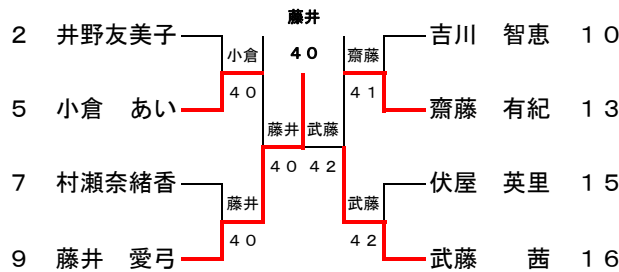 藤井
2 井野友美子 小倉 40 齋藤 吉川 智恵 10
5 小倉 あい 40 41 齋藤 有紀 13
藤井 武藤
7 村瀬奈緒香 40 42 伏屋 英里 15
藤井 武藤
9 藤井 愛弓 40 42 武藤 茜 16